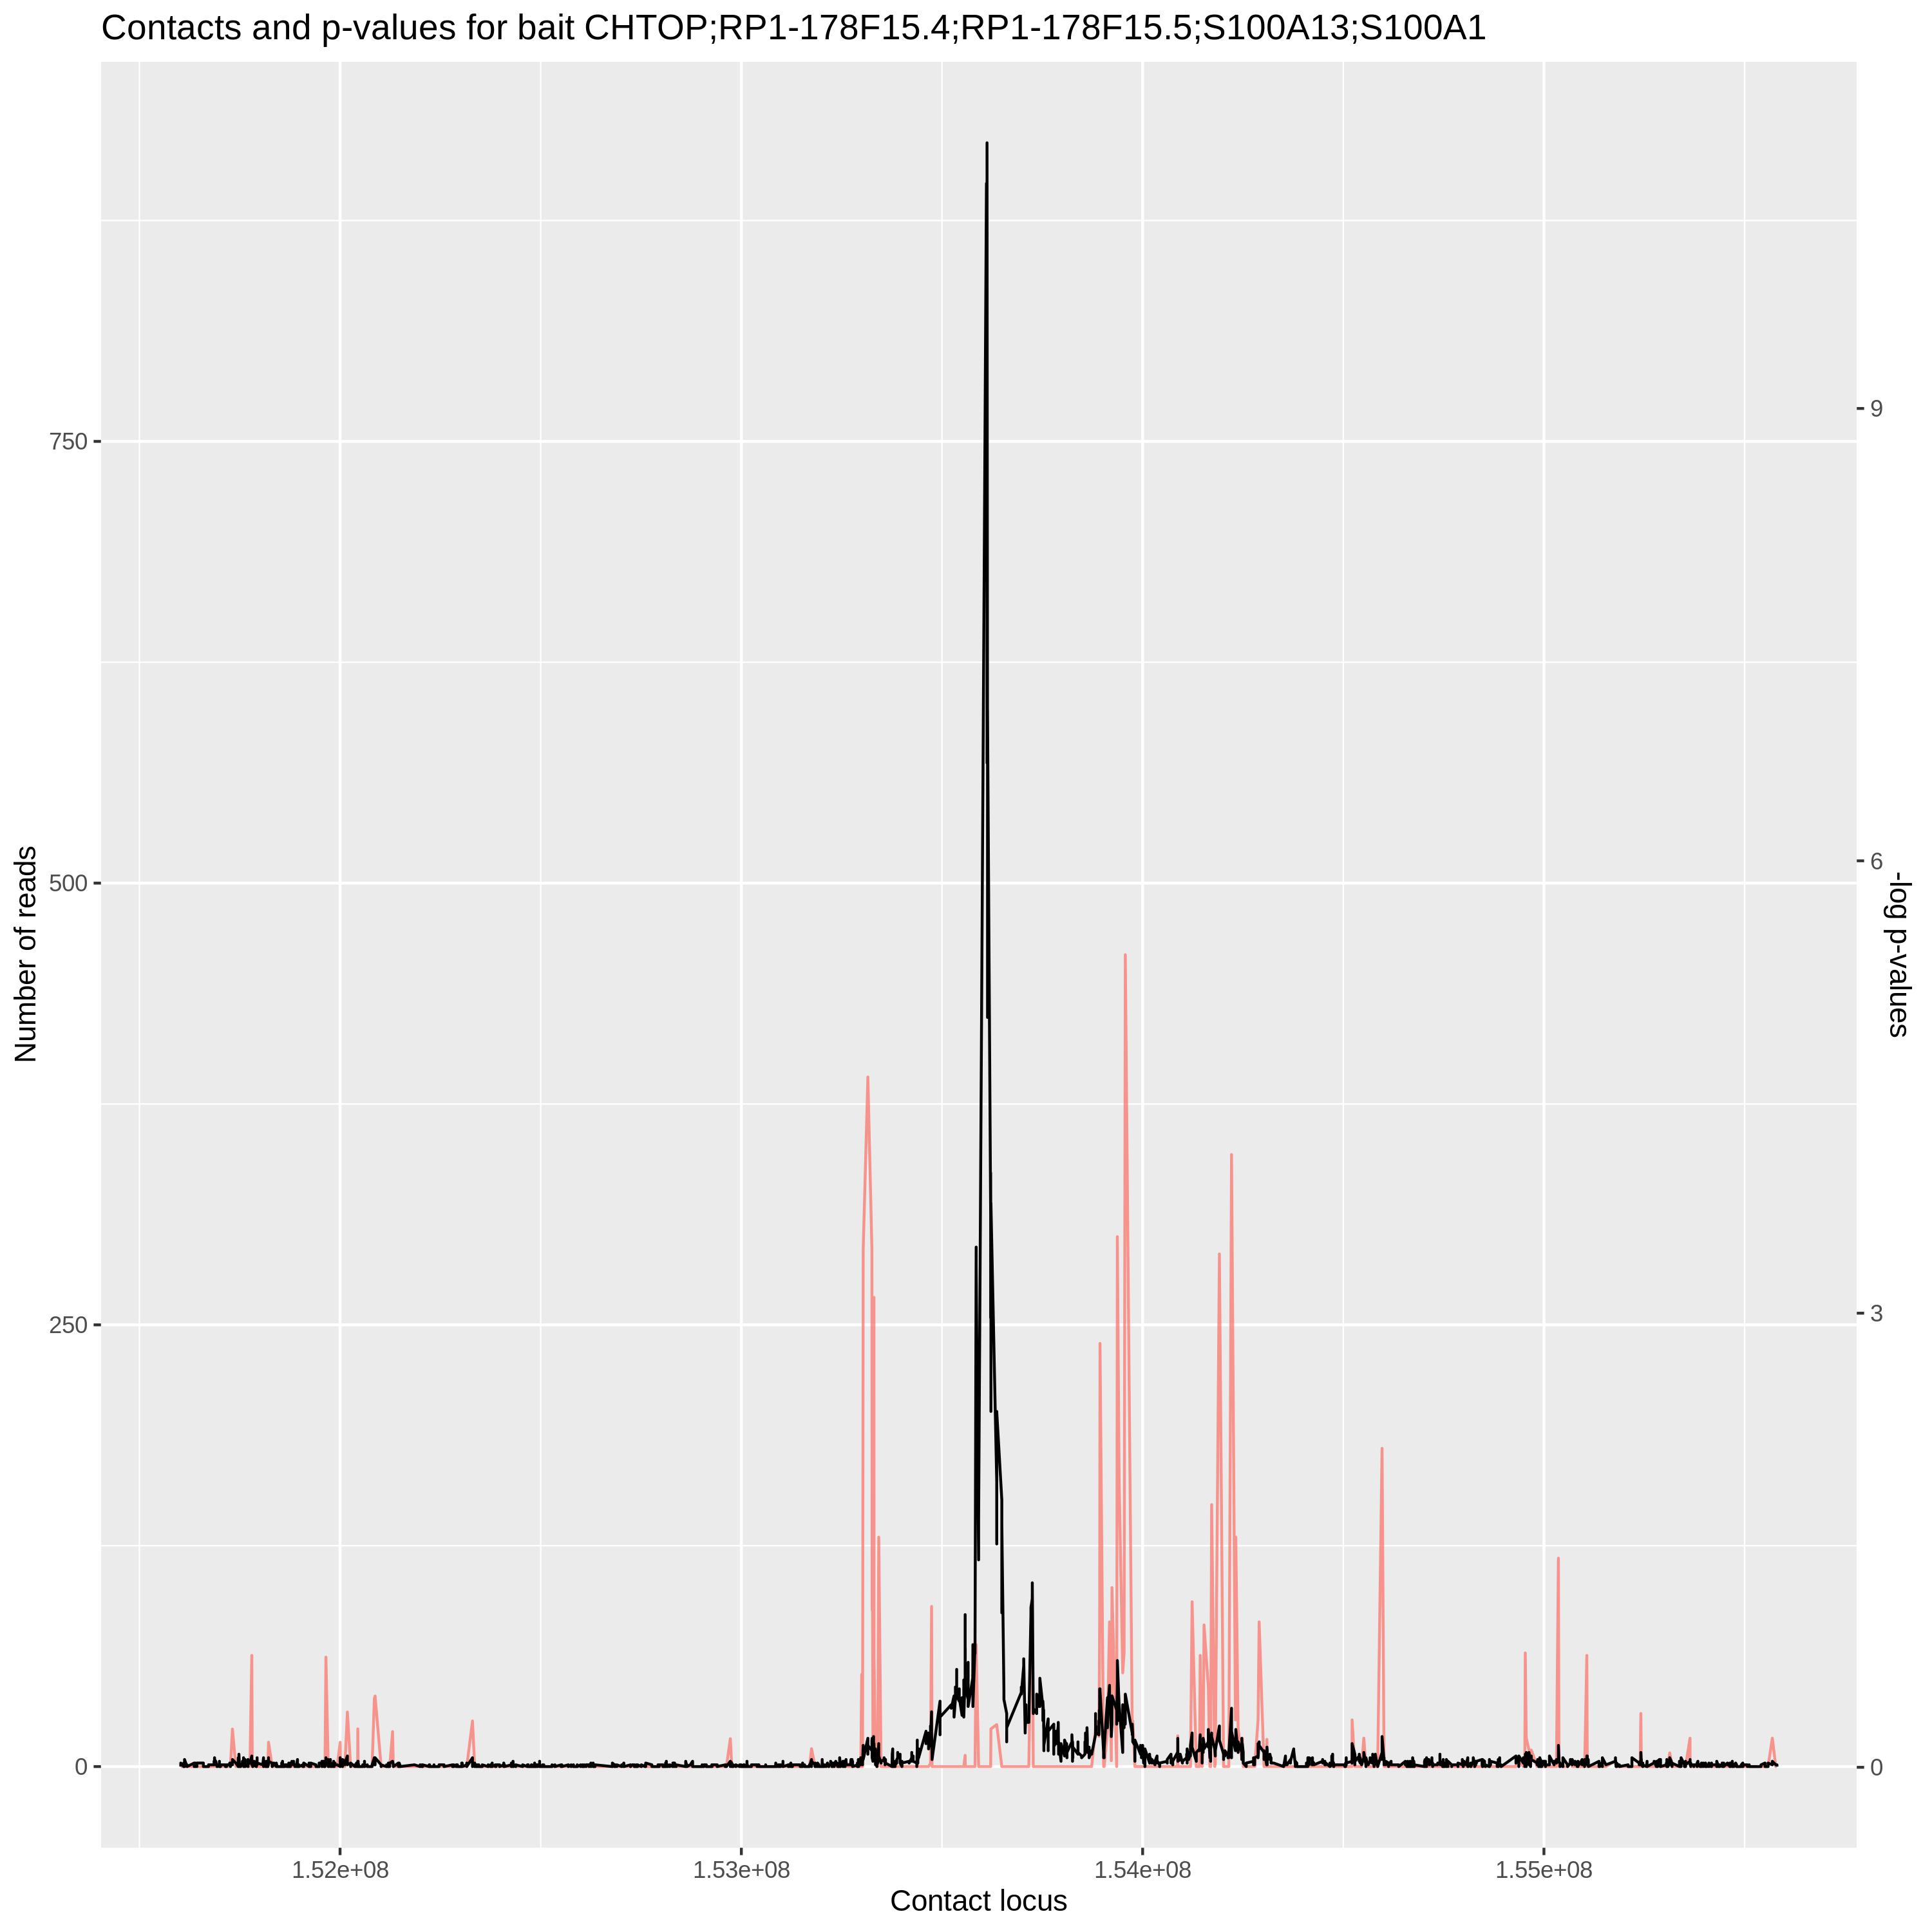 Contacts and p-values for bait CHTOP;RP1-178F15.4;RP1-178F15.5;S100A13;S100A1
750
500
250
0
Number of reads
9
6
3
0
-log p-values
1.52e+08
1.53e+08
1.54e+08
1.55e+08
Contact locus